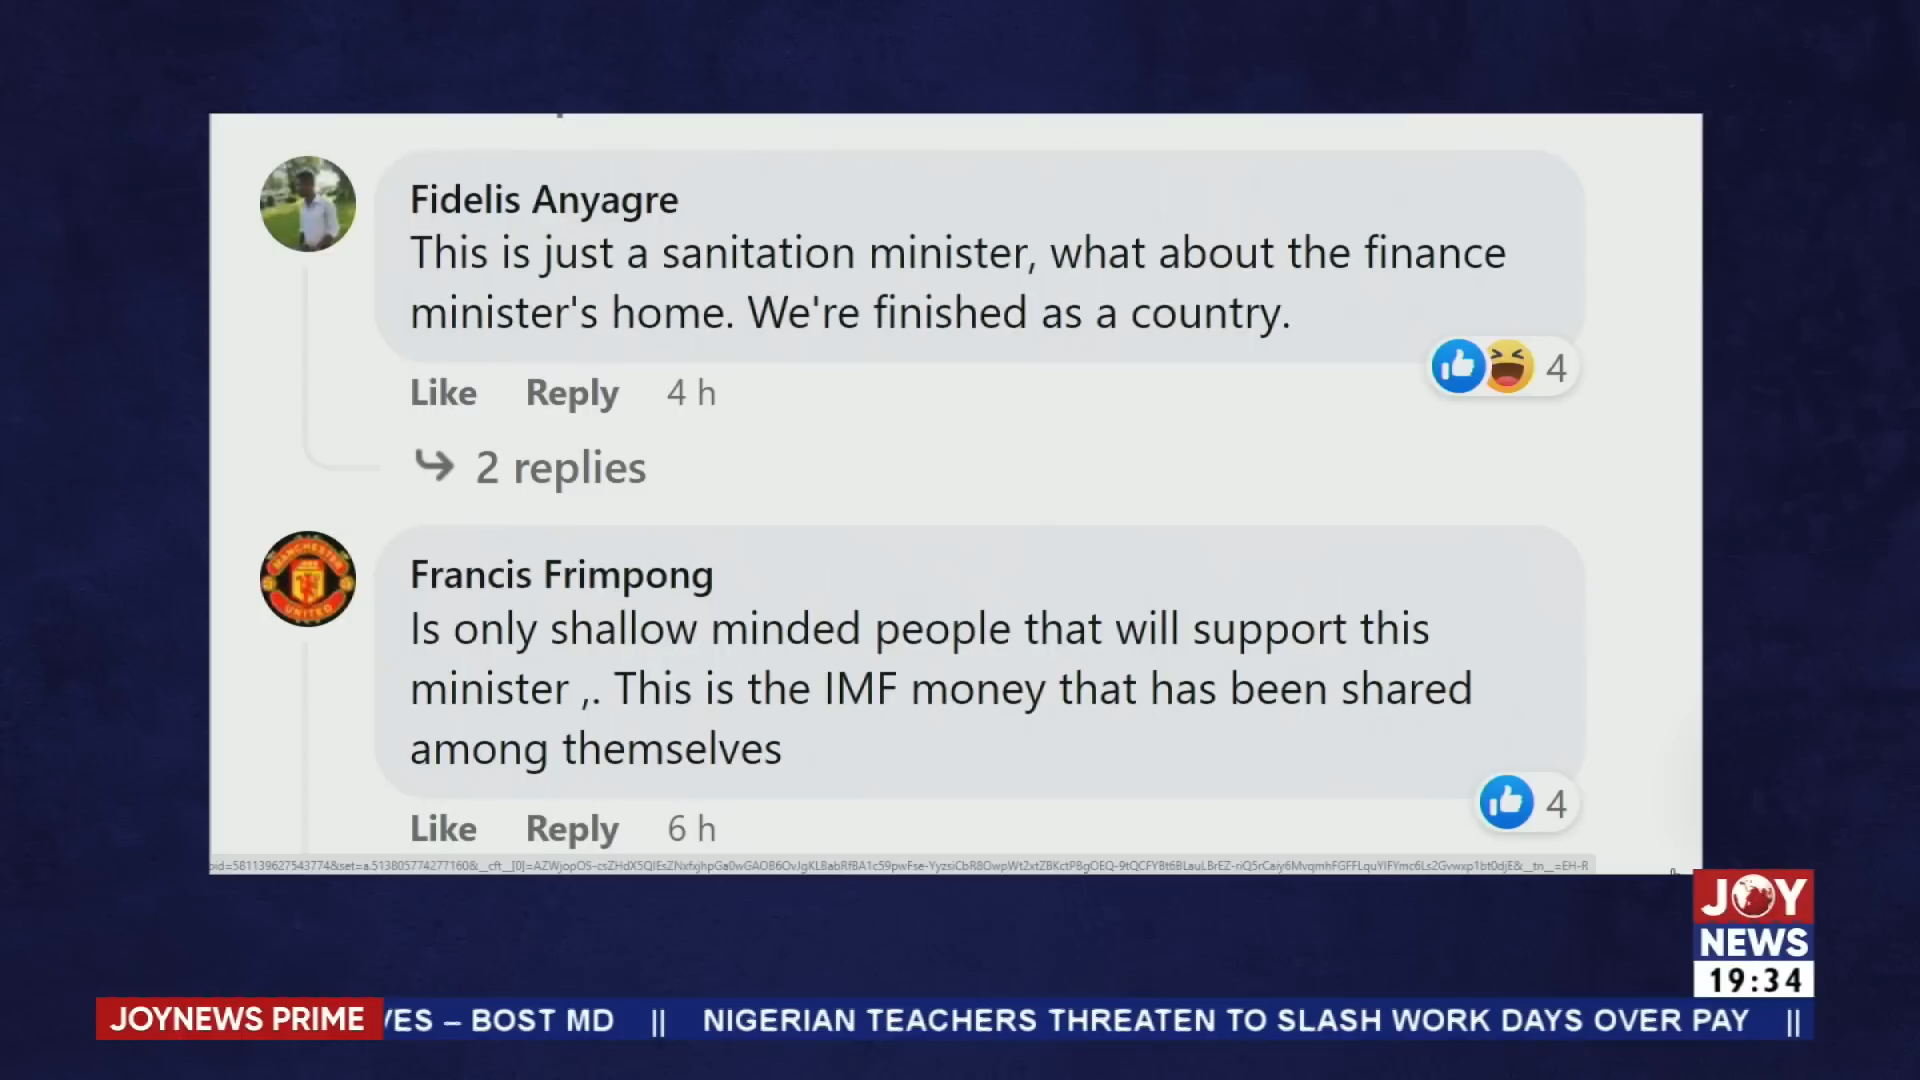 Fidelis Anyagre
This is just a sanitation minister, what about the finance
minister's home. We're finished as a country.
4
Like Reply 4 h
2 replies
MANCHESTER
UNITED
Francis Frimpong
Is only shallow minded people that will support this
minister ,. This is the IMF money that has been shared
among themselves
4
Like Reply 6 h
JOY
NEWS
19:34
JOYNEWS PRIME
VES – BOST MD || NIGERIAN TEACHERS THREATEN TO SLASH WORK DAYS OVER PAY ||